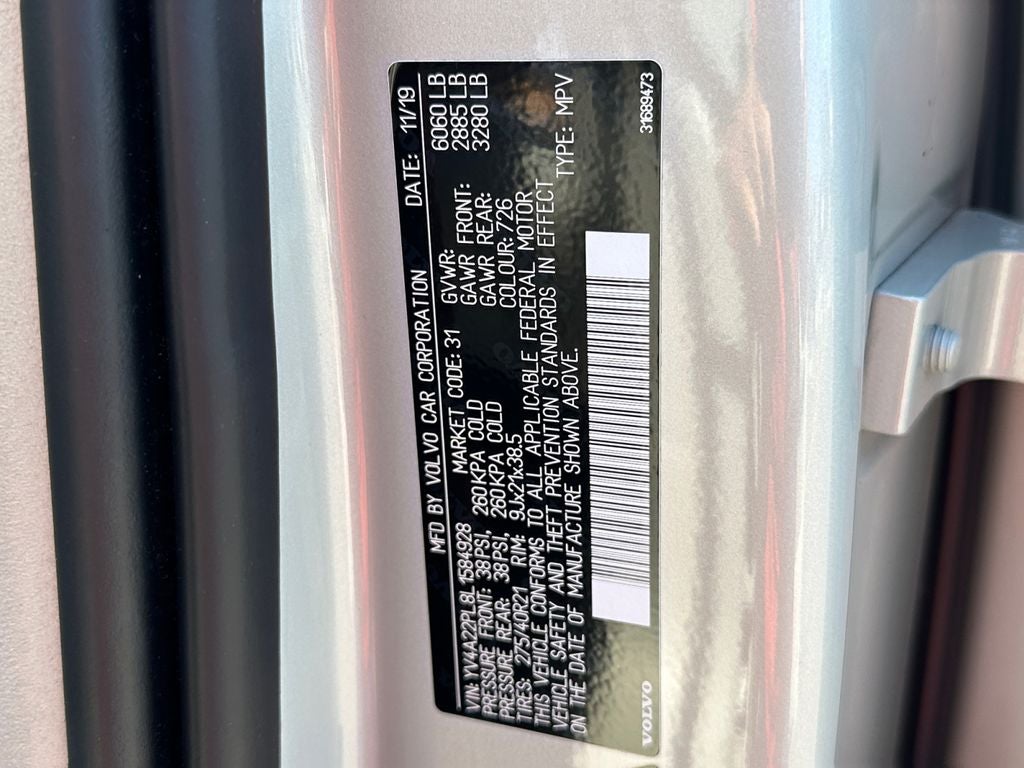 MFD BY VOLVO CAR CORPORATION DATE: 11/19
VIN: YV4A22PL8L1584928 MARKET CODE: 31 GVWR: 6060 LB
PRESSURE FRONT: 38PSI, 260KPA COLD GAWR FRONT: 2885 LB
PRESSURE REAR: 38PSI, 260KPA COLD GAWR REAR: 3280 LB
TIRES: 275/40R21 RIM: 9Jx21x38.5 COLOUR: 726
THIS VEHICLE CONFORMS TO ALL APPLICABLE FEDERAL MOTOR
VEHICLE SAFETY AND THEFT PREVENTION STANDARDS IN EFFECT
ON THE DATE OF MANUFACTURE SHOWN ABOVE. TYPE: MPV
VOLVO 31689473